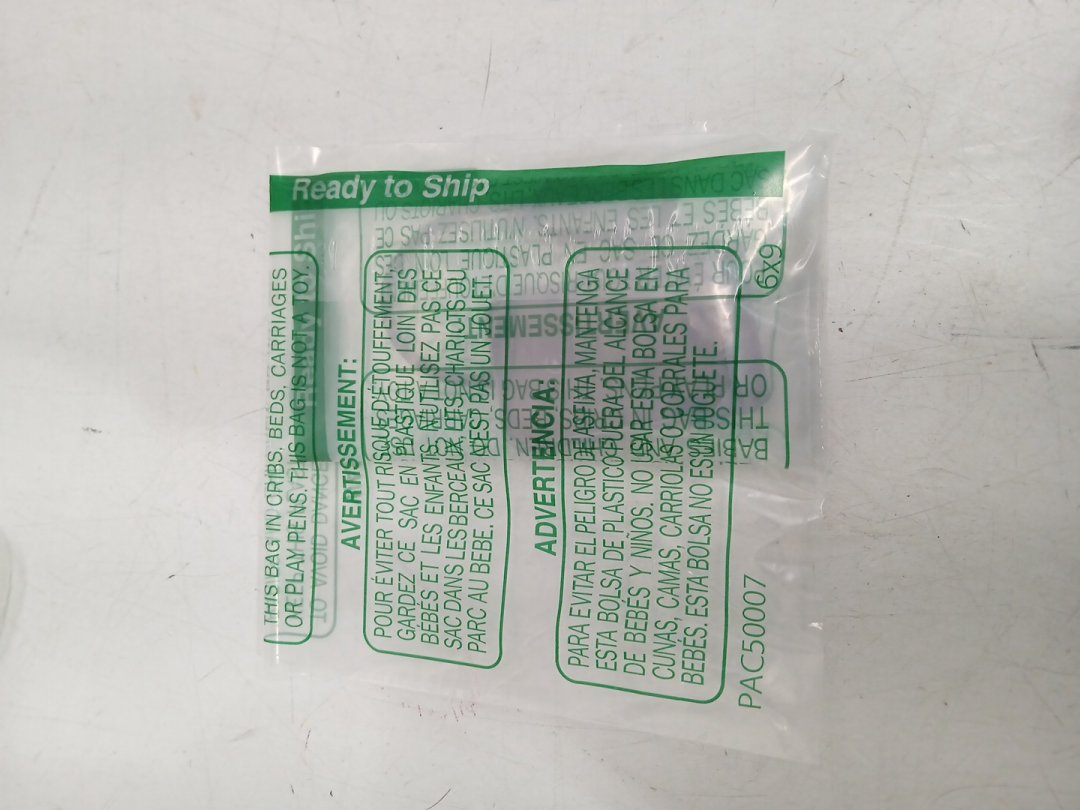 Ready to Ship
THIS BAG IN CRIBS, BEDS, CARRIAGES
OR PLAY PENS. THIS BAG IS NOT A TOY.
AVERTISSEMENT:
POUR ÉVITER TOUT RISQUE D'ÉTOUFFEMENT,
GARDEZ CE SAC EN PLASTIQUE LOIN DES
BÉBÉS ET LES ENFANTS. N'UTILISEZ PAS CE
SAC DANS LES BERCEAUX, LITS, CHARIOTS OU
PARC AU BEBE. CE SAC N'EST PAS UN JOUET.
ADVERTENCIA:
PARA EVITAR EL PELIGRO DE ASFIXIA, MANTENGA
ESTA BOLSA DE PLASTICO FUERA DEL ALCANCE
DE BEBÉS Y NIÑOS. NO USAR ESTA BOLSA EN
CUNAS, CAMAS, CARRIOLAS O CORRALES PARA
BEBÉS. ESTA BOLSA NO ES UN JUGUETE.
PAC50007
6x9